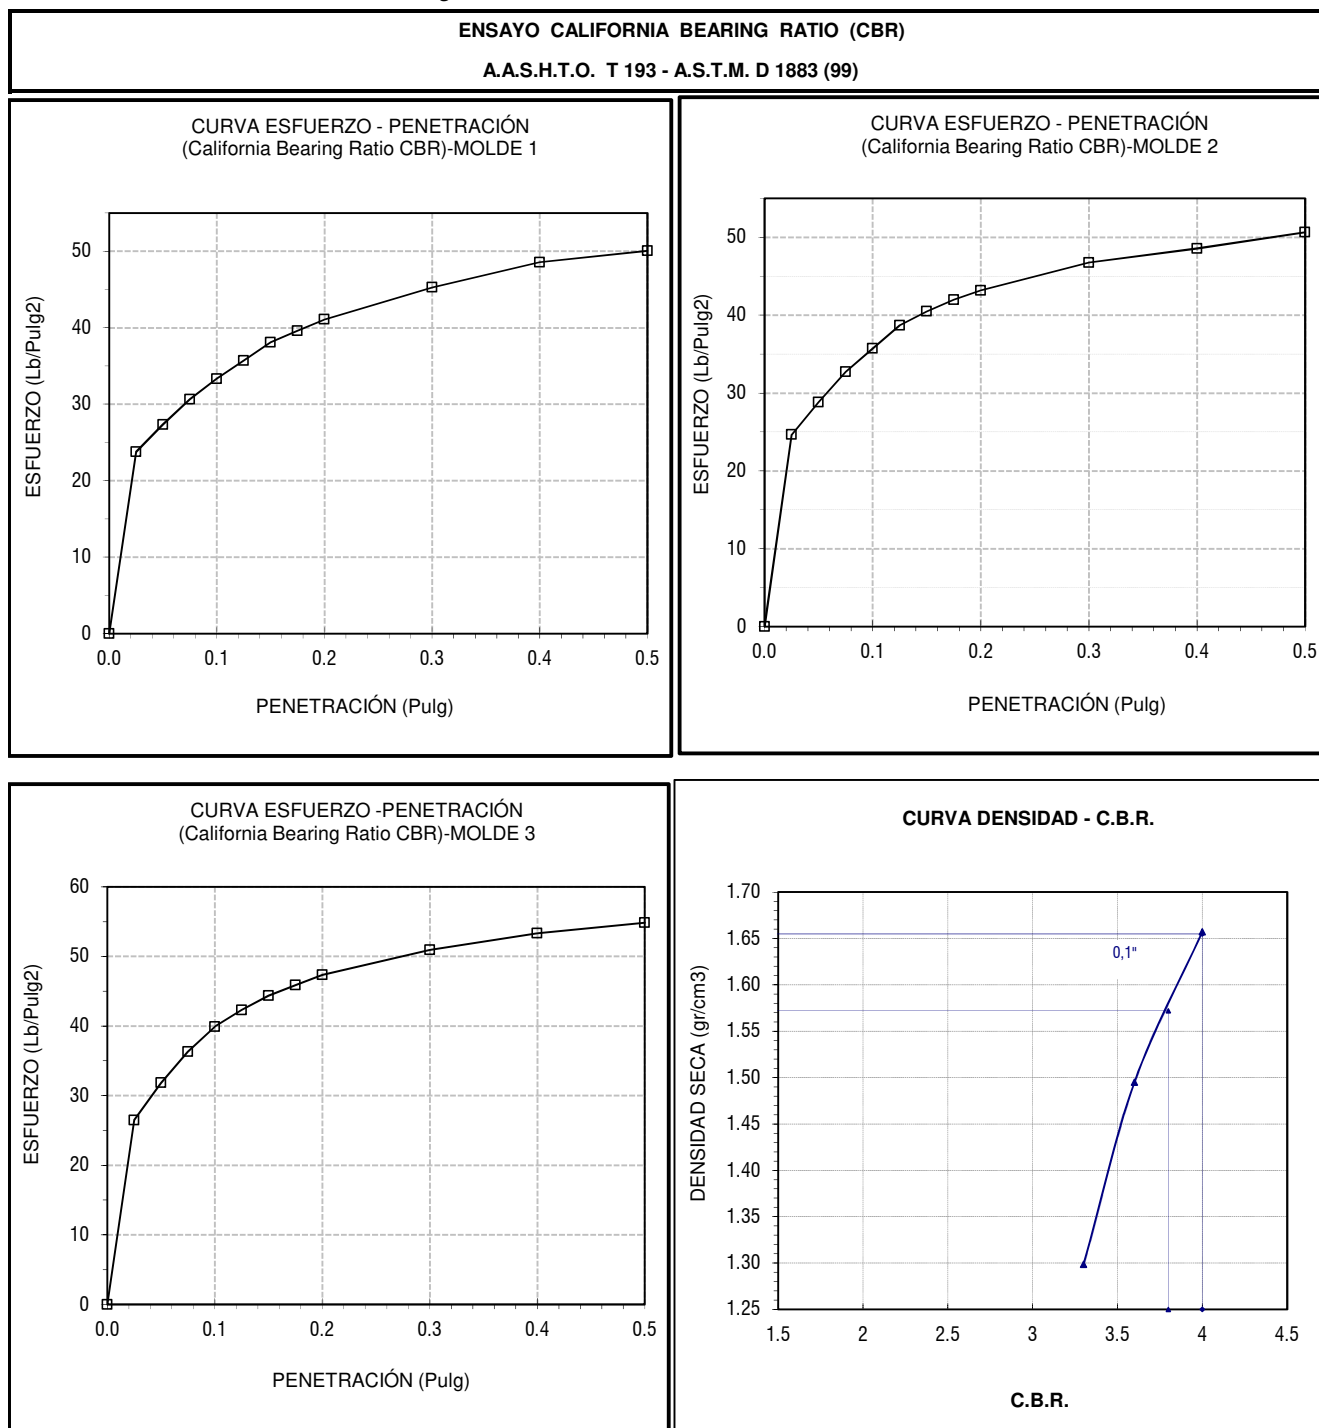 ENSAYO CALIFORNIA BEARING RATIO (CBR)
A.A.S.H.T.O. T 193 - A.S.T.M. D 1883 (99)
CURVA ESFUERZO - PENETRACIÓN
(California Bearing Ratio CBR)-MOLDE 1
ESFUERZO (Lb/Pulg2)
50
40
30
20
10
0
0.0 0.1 0.2 0.3 0.4 0.5
PENETRACIÓN (Pulg)
CURVA ESFUERZO - PENETRACIÓN
(California Bearing Ratio CBR)-MOLDE 2
ESFUERZO (Lb/Pulg2)
50
40
30
20
10
0
0.0 0.1 0.2 0.3 0.4 0.5
PENETRACIÓN (Pulg)
CURVA ESFUERZO -PENETRACIÓN
(California Bearing Ratio CBR)-MOLDE 3
ESFUERZO (Lb/Pulg2)
60
50
40
30
20
10
0
0.0 0.1 0.2 0.3 0.4 0.5
PENETRACIÓN (Pulg)
CURVA DENSIDAD - C.B.R.
DENSIDAD SECA (gr/cm3)
1.70
1.65
1.60
1.55
1.50
1.45
1.40
1.35
1.30
1.25
0,1"
1.5 2 2.5 3 3.5 4 4.5
C.B.R.